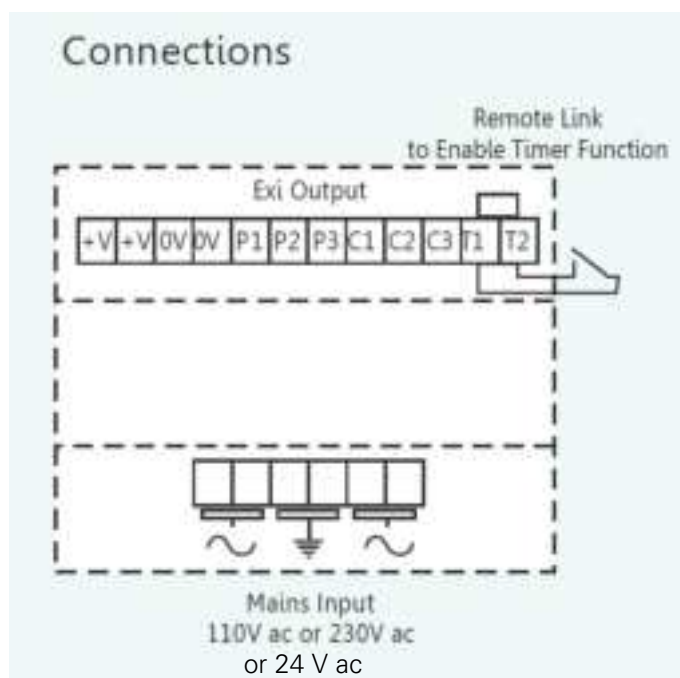 Connections
Remote Link
to Enable Timer Function
Exi Output
+V +V 0V 0V P1 P2 P3 C1 C2 C3 T1 T2
Mains Input
110V ac or 230V ac
or 24 V ac